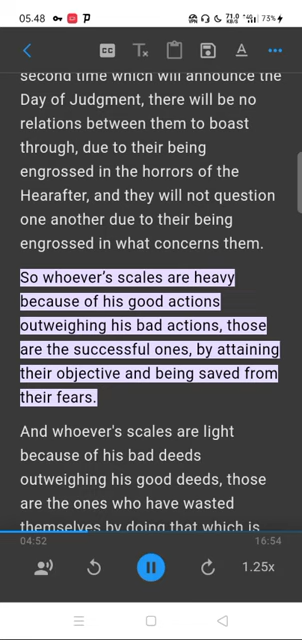 05.48
71.0
KB/S
4G
73%
CC
second time which will announce the
Day of Judgment, there will be no
relations between them to boast
through, due to their being
engrossed in the horrors of the
Hearafter, and they will not question
one another due to their being
engrossed in what concerns them.
So whoever’s scales are heavy
because of his good actions
outweighing his bad actions, those
are the successful ones, by attaining
their objective and being saved from
their fears.
And whoever's scales are light
because of his bad deeds
outweighing his good deeds, those
are the ones who have wasted
themselves by doing that which is
04:52
16:54
1.25x